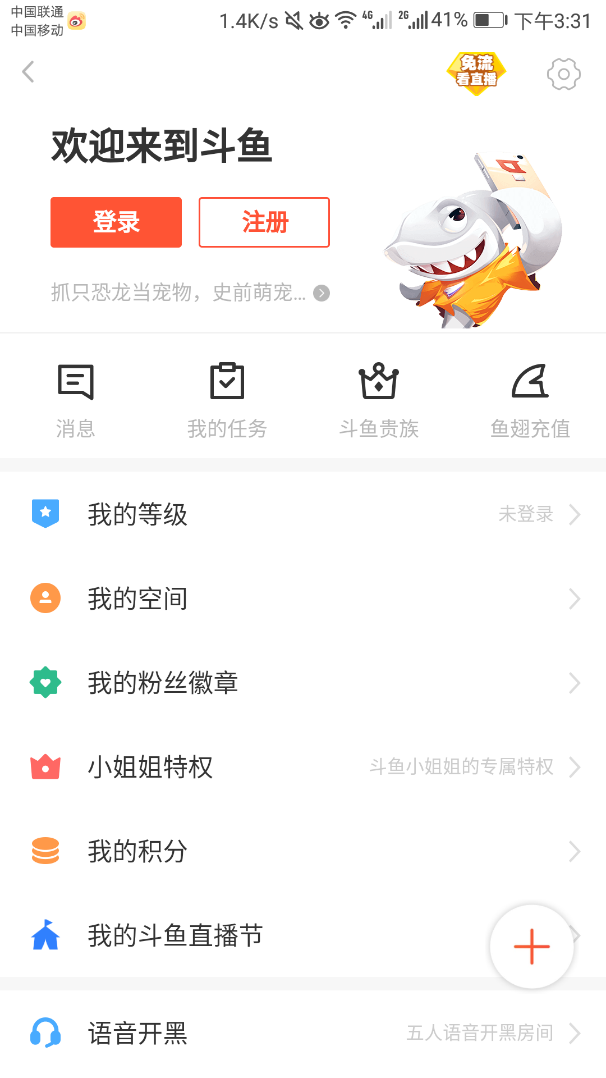 中国联通
中国移动
1.4K/s 4G 2G 41% 下午3:31
免流
看直播
欢迎来到斗鱼
登录 注册
抓只恐龙当宠物，史前萌宠...
消息 我的任务 斗鱼贵族 鱼翅充值
我的等级 未登录
我的空间
我的粉丝徽章
小姐姐特权 斗鱼小姐姐的专属特权
我的积分
我的斗鱼直播节
语音开黑 五人语音开黑房间